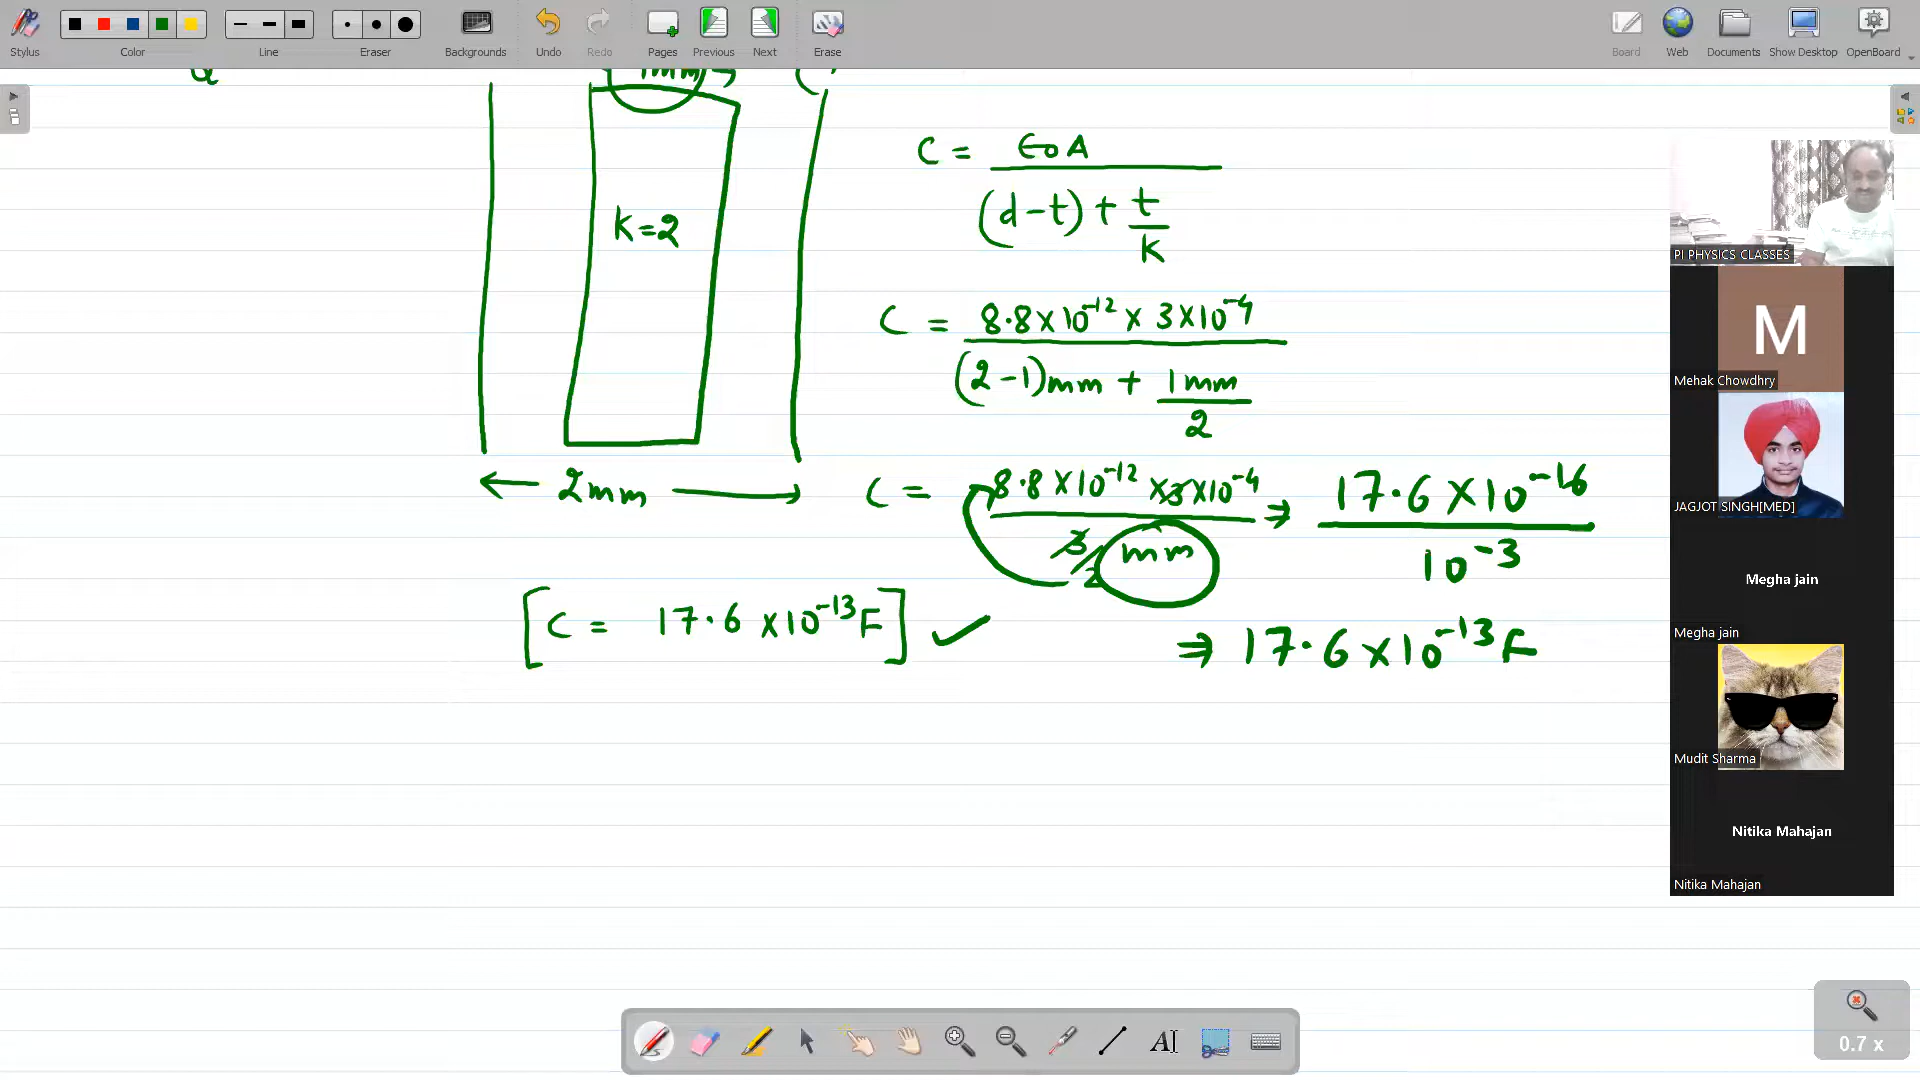 Stylus Color Line Eraser Backgrounds Undo Redo Pages Previous Next Erase Board Web Documents Show Desktop OpenBoard
Q 1mm
K=2
2mm
C = ϵoA / (d-t) + t/K
C = 8.8×10⁻¹² × 3×10⁻⁴ / (2-1)mm + 1mm/2
C = 8.8×10⁻¹² ×3×10⁻⁴ / 3/2 mm ⇒ 17.6×10⁻¹⁶ / 10⁻³
[C = 17.6×10⁻¹³F]
⇒ 17.6×10⁻¹³F
PI PHYSICS CLASSES
M
Mehak Chowdhry
JAGJOT SINGH[MED]
Megha jain
Megha jain
Mudit Sharma
Nitika Mahajan
Nitika Mahajan
AI
0.7 x